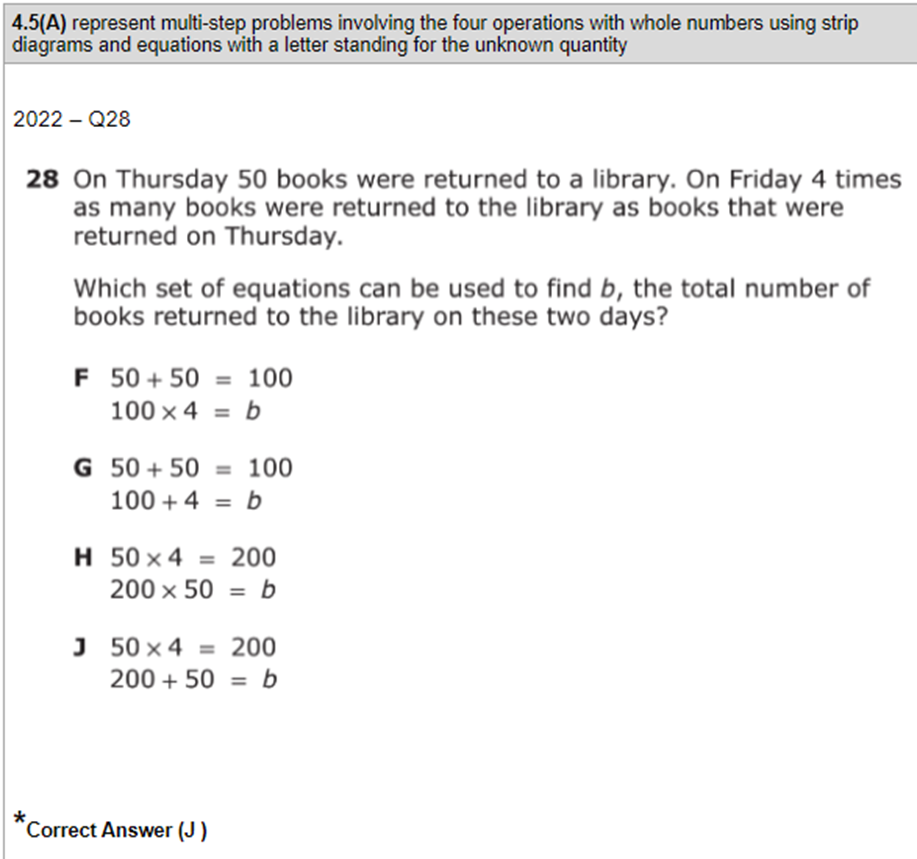 4.5(A) represent multi-step problems involving the four operations with whole numbers using strip
diagrams and equations with a letter standing for the unknown quantity
2022 – Q28
28 On Thursday 50 books were returned to a library. On Friday 4 times
as many books were returned to the library as books that were
returned on Thursday.
Which set of equations can be used to find b, the total number of
books returned to the library on these two days?
F 50 + 50 = 100
100 × 4 = b
G 50 + 50 = 100
100 + 4 = b
H 50 × 4 = 200
200 × 50 = b
J 50 × 4 = 200
200 + 50 = b
*Correct Answer (J )